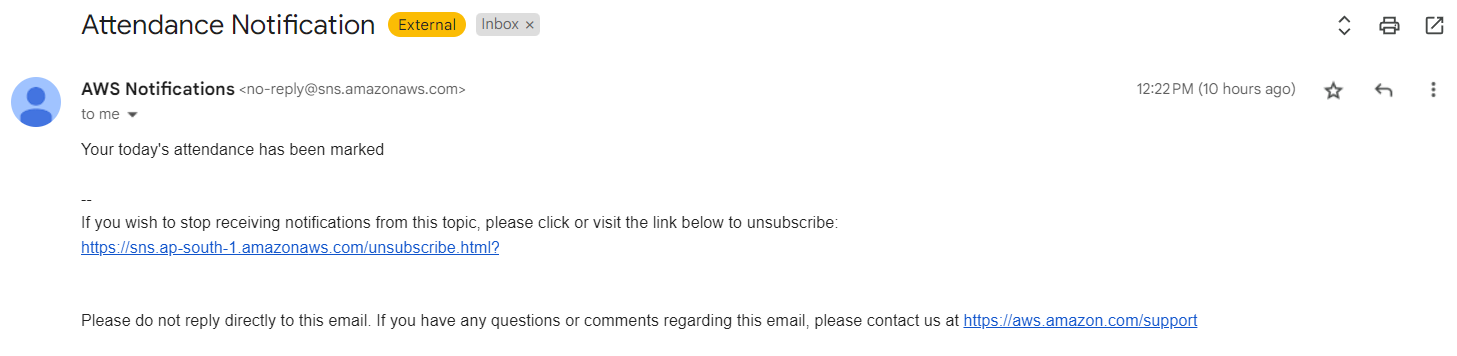 Attendance Notification External Inbox ×
AWS Notifications <no-reply@sns.amazonaws.com> 12:22 PM (10 hours ago)
to me
Your today's attendance has been marked
--
If you wish to stop receiving notifications from this topic, please click or visit the link below to unsubscribe:
https://sns.ap-south-1.amazonaws.com/unsubscribe.html?
Please do not reply directly to this email. If you have any questions or comments regarding this email, please contact us at https://aws.amazon.com/support